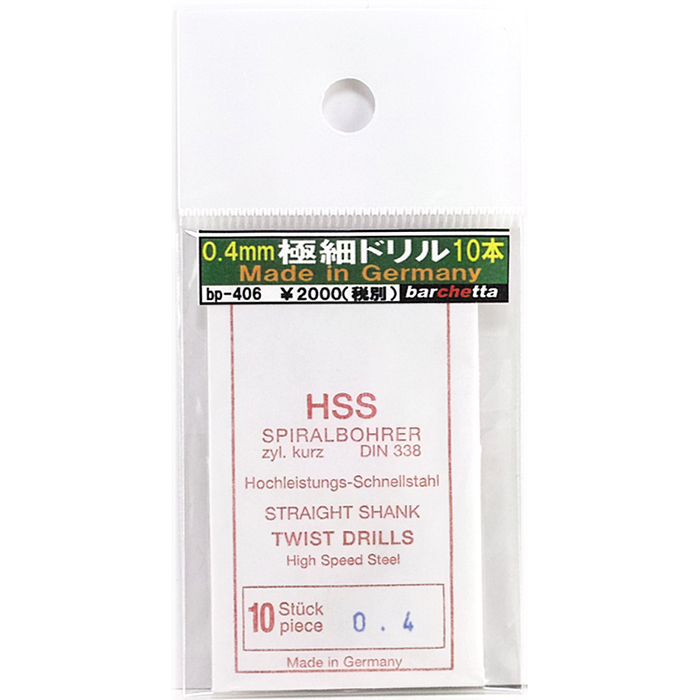 0.4mm 極細ドリル 10本
Made in Germany
bp-406 ¥2000(税別) barchetta
HSS
SPIRALBOHRER
zyl. kurz DIN 338
Hochleistungs-Schnellstahl
STRAIGHT SHANK
TWIST DRILLS
High Speed Steel
10 Stück
piece 0.4
Made in Germany